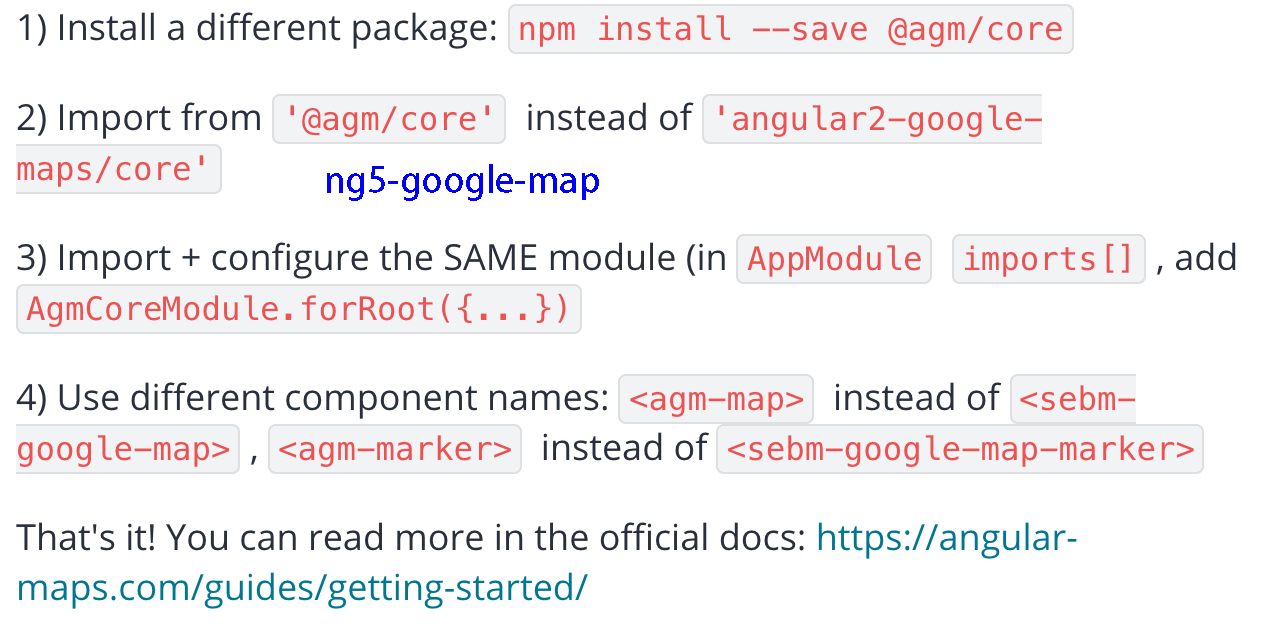 1) Install a different package: npm install --save @agm/core
2) Import from '@agm/core' instead of 'angular2-google-
maps/core'
ng5-google-map
3) Import + configure the SAME module (in AppModule imports[] , add
AgmCoreModule.forRoot({...})
4) Use different component names: <agm-map> instead of <sebm-
google-map> , <agm-marker> instead of <sebm-google-map-marker>
That's it! You can read more in the official docs: https://angular-
maps.com/guides/getting-started/